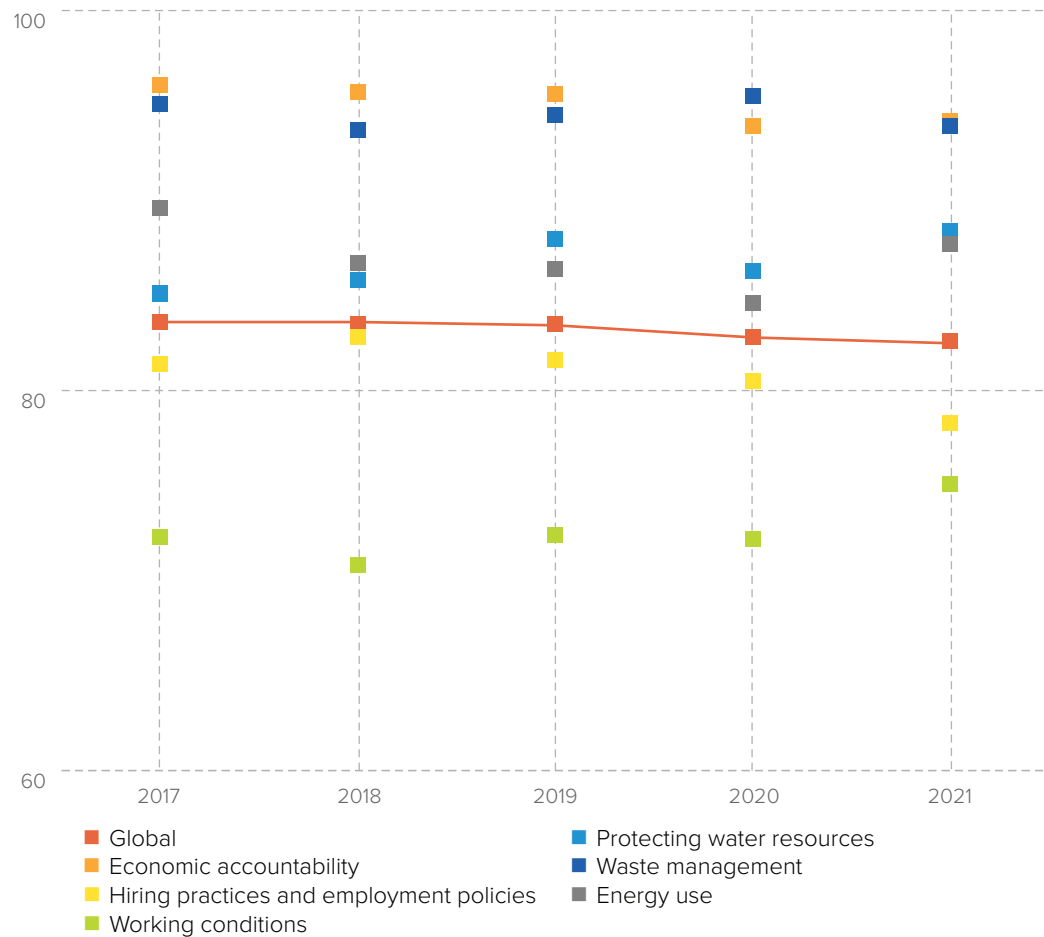 100
80
60
2017 2018 2019 2020 2021
Global
Economic accountability
Hiring practices and employment policies
Working conditions
Protecting water resources
Waste management
Energy use